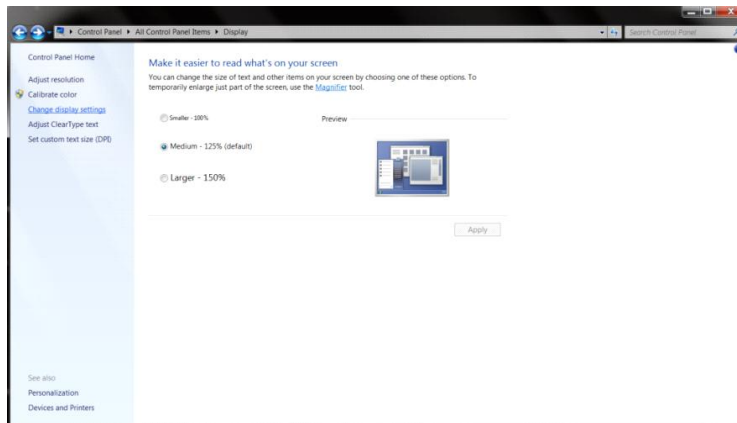 Control Panel ▸ All Control Panel Items ▸ Display
Search Control Panel
Control Panel Home
Adjust resolution
Calibrate color
Change display settings
Adjust ClearType text
Set custom text size (DPI)
See also
Personalization
Devices and Printers
Make it easier to read what's on your screen
You can change the size of text and other items on your screen by choosing one of these options. To
temporarily enlarge just part of the screen, use the Magnifier tool.
Smaller - 100%
Preview
Medium - 125% (default)
Larger - 150%
Apply